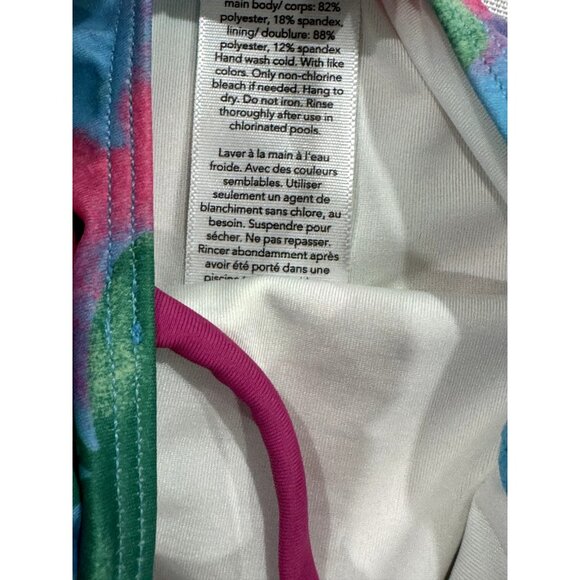 main body/ corps: 82%
polyester, 18% spandex,
lining/ doublure: 88%
polyester, 12% spandex
Hand wash cold. With like
colors. Only non-chlorine
bleach if needed. Hang to
dry. Do not iron. Rinse
thoroughly after use in
chlorinated pools.
Laver à la main à l'eau
froide. Avec des couleurs
semblables. Utiliser
seulement un agent de
blanchiment sans chlore, au
besoin. Suspendre pour
sécher. Ne pas repasser.
Rincer abondamment après
avoir été porté dans une